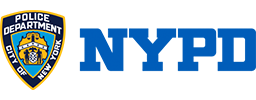 POLICE
DEPARTMENT
CITY OF
NEW YORK
NYPD